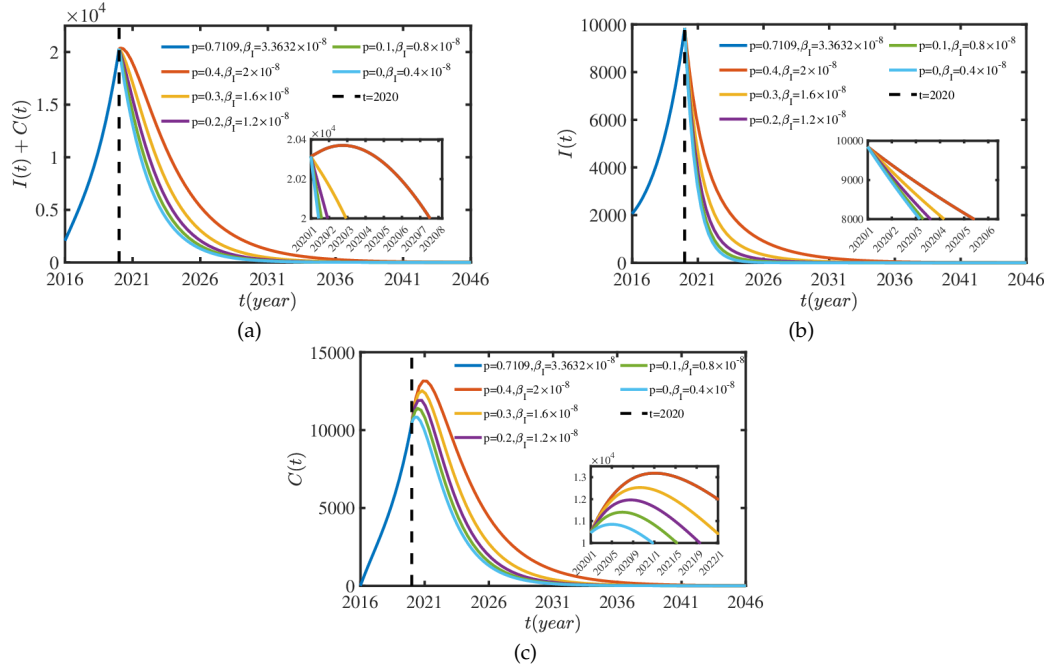 ×10⁴
2.5
2
1.5
1
0.5
0
I(t) + C(t)
p=0.7109,β_I=3.3632×10⁻⁸
p=0.4,β_I=2×10⁻⁸
p=0.3,β_I=1.6×10⁻⁸
p=0.2,β_I=1.2×10⁻⁸
p=0.1,β_I=0.8×10⁻⁸
p=0,β_I=0.4×10⁻⁸
t=2020
×10⁴
2.04
2.02
2
2020/1 2020/2 2020/3 2020/4 2020/5 2020/6 2020/7 2020/8
2016 2021 2026 2031 2036 2041 2046
t(year)
(a)
10000
8000
6000
4000
2000
0
I(t)
p=0.7109,β_I=3.3632×10⁻⁸
p=0.4,β_I=2×10⁻⁸
p=0.3,β_I=1.6×10⁻⁸
p=0.2,β_I=1.2×10⁻⁸
p=0.1,β_I=0.8×10⁻⁸
p=0,β_I=0.4×10⁻⁸
t=2020
10000
9000
8000
2020/1 2020/2 2020/3 2020/4 2020/5 2020/6
2016 2021 2026 2031 2036 2041 2046
t(year)
(b)
15000
10000
5000
0
C(t)
p=0.7109,β_I=3.3632×10⁻⁸
p=0.4,β_I=2×10⁻⁸
p=0.3,β_I=1.6×10⁻⁸
p=0.2,β_I=1.2×10⁻⁸
p=0.1,β_I=0.8×10⁻⁸
p=0,β_I=0.4×10⁻⁸
t=2020
×10⁴
1.3
1.2
1.1
1
2020/1 2020/5 2020/9 2021/1 2021/5 2021/9 2022/1
2016 2021 2026 2031 2036 2041 2046
t(year)
(c)